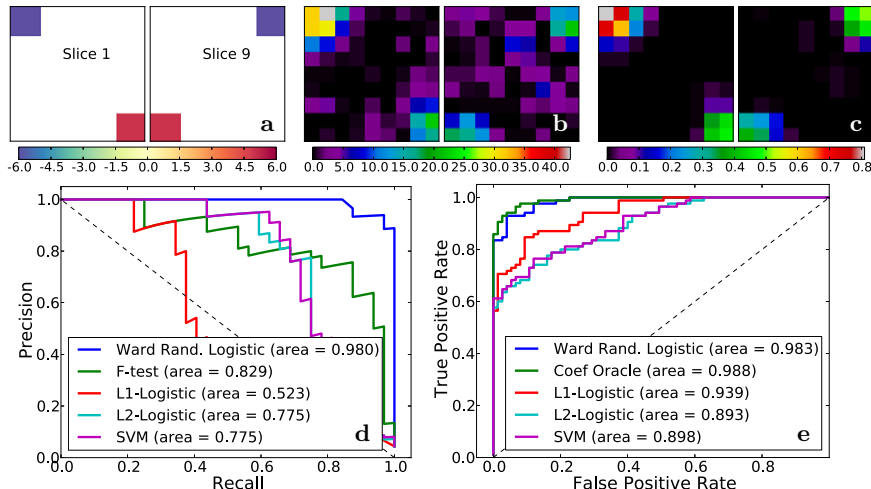 Slice 1
Slice 9
a
b
c
-6.0 -4.5 -3.0 -1.5 0.0 1.5 3.0 4.5 6.0
0.0 5.0 10.0 15.0 20.0 25.0 30.0 35.0 40.0
0.0 0.1 0.2 0.3 0.4 0.5 0.6 0.7 0.8
Precision
1.0
0.8
0.6
0.4
0.2
0.0
Ward Rand. Logistic (area = 0.980)
F-test (area = 0.829)
L1-Logistic (area = 0.523)
L2-Logistic (area = 0.775)
SVM (area = 0.775)
d
0.0 0.2 0.4 0.6 0.8 1.0
Recall
True Positive Rate
1.0
0.8
0.6
0.4
0.2
0.0
Ward Rand. Logistic (area = 0.983)
Coef Oracle (area = 0.988)
L1-Logistic (area = 0.939)
L2-Logistic (area = 0.893)
SVM (area = 0.898)
e
0.0 0.2 0.4 0.6 0.8
False Positive Rate